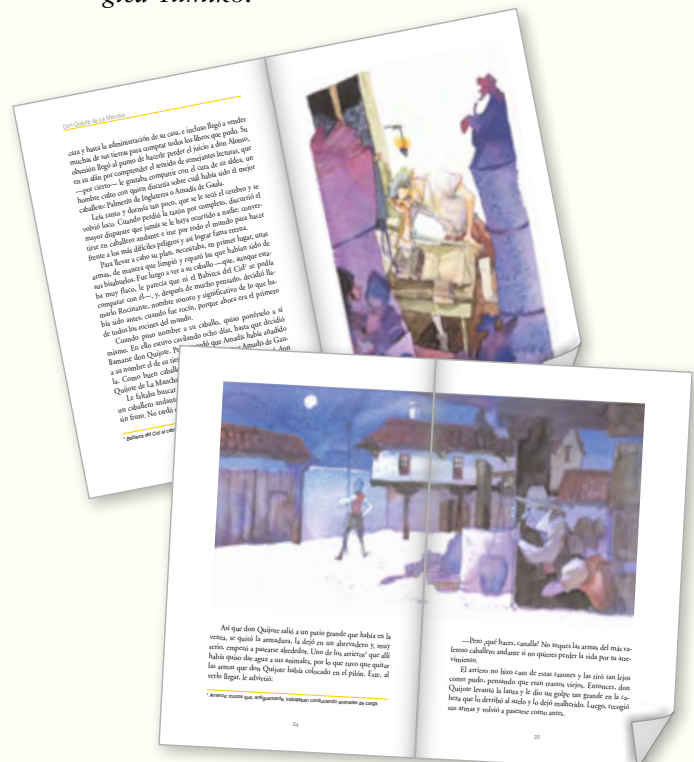 gica Tumiko.
Don Quijote de La Mancha
caza y hasta la administración de su casa, e incluso llegó a vender
muchas de sus tierras para comprar todos los libros que pudo. Su
obsesión llegó al punto de hacerle perder el juicio a don Alonso,
en su afán por comprender el sentido de semejantes lecturas, que
—por cierto— le gustaba compartir con el cura de su aldea, un
hombre culto con quien discutía sobre cuál había sido el mejor
caballero: Palmerín de Inglaterra o Amadís de Gaula.
Leía tanto y dormía tan poco, que se le secó el cerebro y se
volvió loco. Cuando perdió la razón por completo, discurrió el
mayor disparate que jamás se le haya ocurrido a nadie: conver-
tirse en caballero andante e irse por todo el mundo para hacer
frente a los más difíciles peligros y así lograr fama eterna.
Para llevar a cabo su plan, necesitaba, en primer lugar, unas
armas, de manera que limpió y reparó las que habían sido de
sus bisabuelos. Fue luego a ver a su caballo —que, aunque esta-
ba muy flaco, le parecía que ni el Babieca del Cid¹ se podía
comparar con él—, y, después de mucho pensarlo, decidió lla-
marlo Rocinante, nombre sonoro y significativo de lo que ha-
bía sido antes, cuando fue rocín, porque ahora era el primero
de todos los rocines del mundo.
Cuando puso nombre a su caballo, quiso ponérselo a sí
mismo. En ello estuvo cavilando ocho días, hasta que decidió
llamarse don Quijote. que Amadís había añadido
a su nombre el de su Amadís de Gau-
la. Como buen don
Quijote de La Mancha
Le faltaba buscar
un caballero andante
sin fruto. No tardó
Babieca del Cid: el
Así que don Quijote salió a un patio grande que había en la
venta, se quitó la armadura, la dejó en un abrevadero y, muy
serio, empezó a pasearse alrededor. Uno de los arrieros⁴ que allí
había quiso dar agua a sus animales, por lo que tuvo que quitar
las armas que don Quijote había colocado en el pilón. Este, al
verlo llegar, le advirtió:
⁴ Arrieros: mozos que, antiguamente, trabajaban conduciendo animales de carga.
24
—Pero ¿qué haces, canalla? No toques las armas del más va-
leroso caballero andante si no quieres perder la vida por tu atre-
vimiento.
El arriero no hizo caso de estas razones y las tiró tan lejos
como pudo, pensando que eran trastos viejos. Entonces, don
Quijote levantó la lanza y le dio un golpe tan grande en la ca-
beza que lo derribó al suelo y lo dejó malherido. Luego, recogió
sus armas y volvió a pasearse como antes.
25